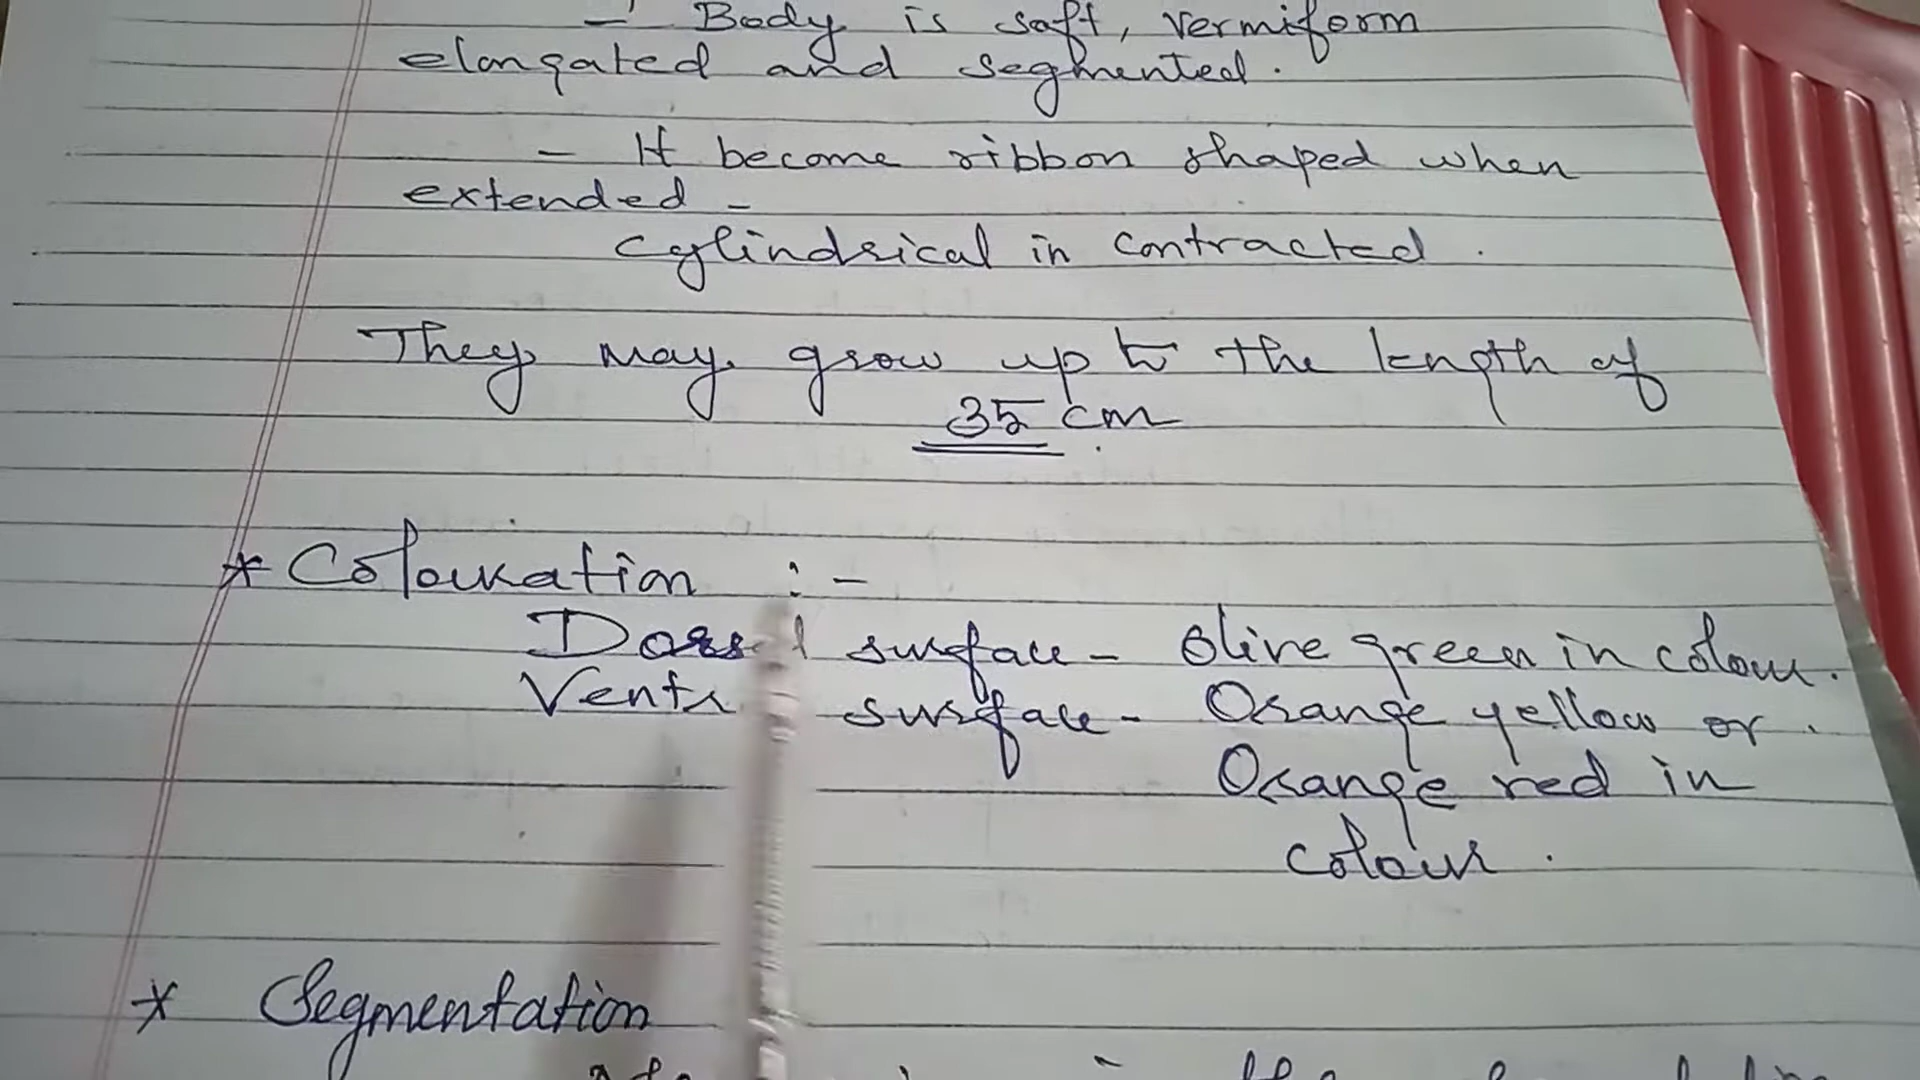 - Body is soft, vermiform
elongated and segmented.
- It become ribbon shaped when
extended -
cylindrical in contracted.
They may grow up to the length of
35 cm.
* Colouration :-
Dorsal surface - Olive green in colour.
surface - Orange yellow or
Orange red in
colour.
* Segmentation